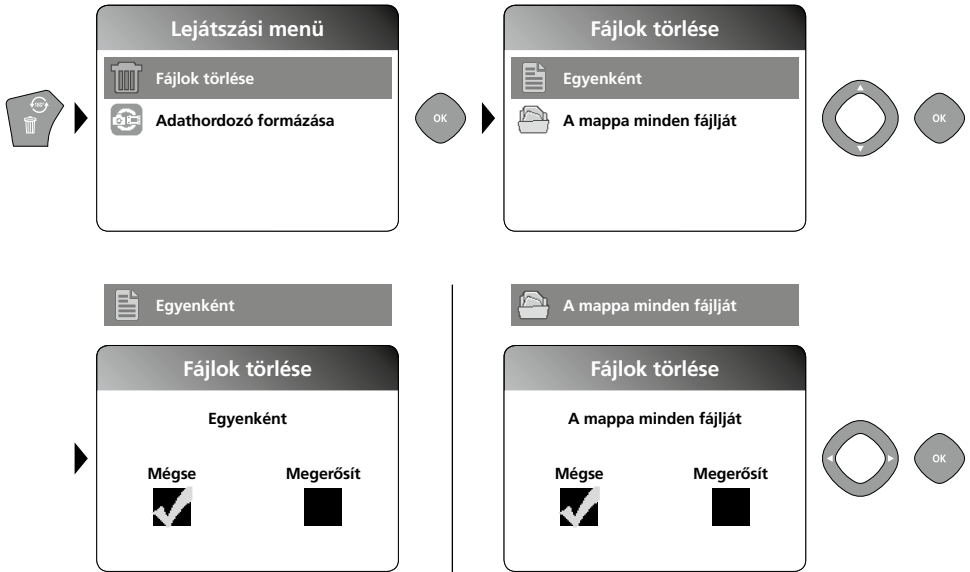 Lejátszási menü
Fájlok törlése
Adathordozó formázása
180°
OK
Fájlok törlése
Egyenként
A mappa minden fájlját
OK
Egyenként
Fájlok törlése
Egyenként
Mégse Megerősít
A mappa minden fájlját
Fájlok törlése
A mappa minden fájlját
Mégse Megerősít
OK